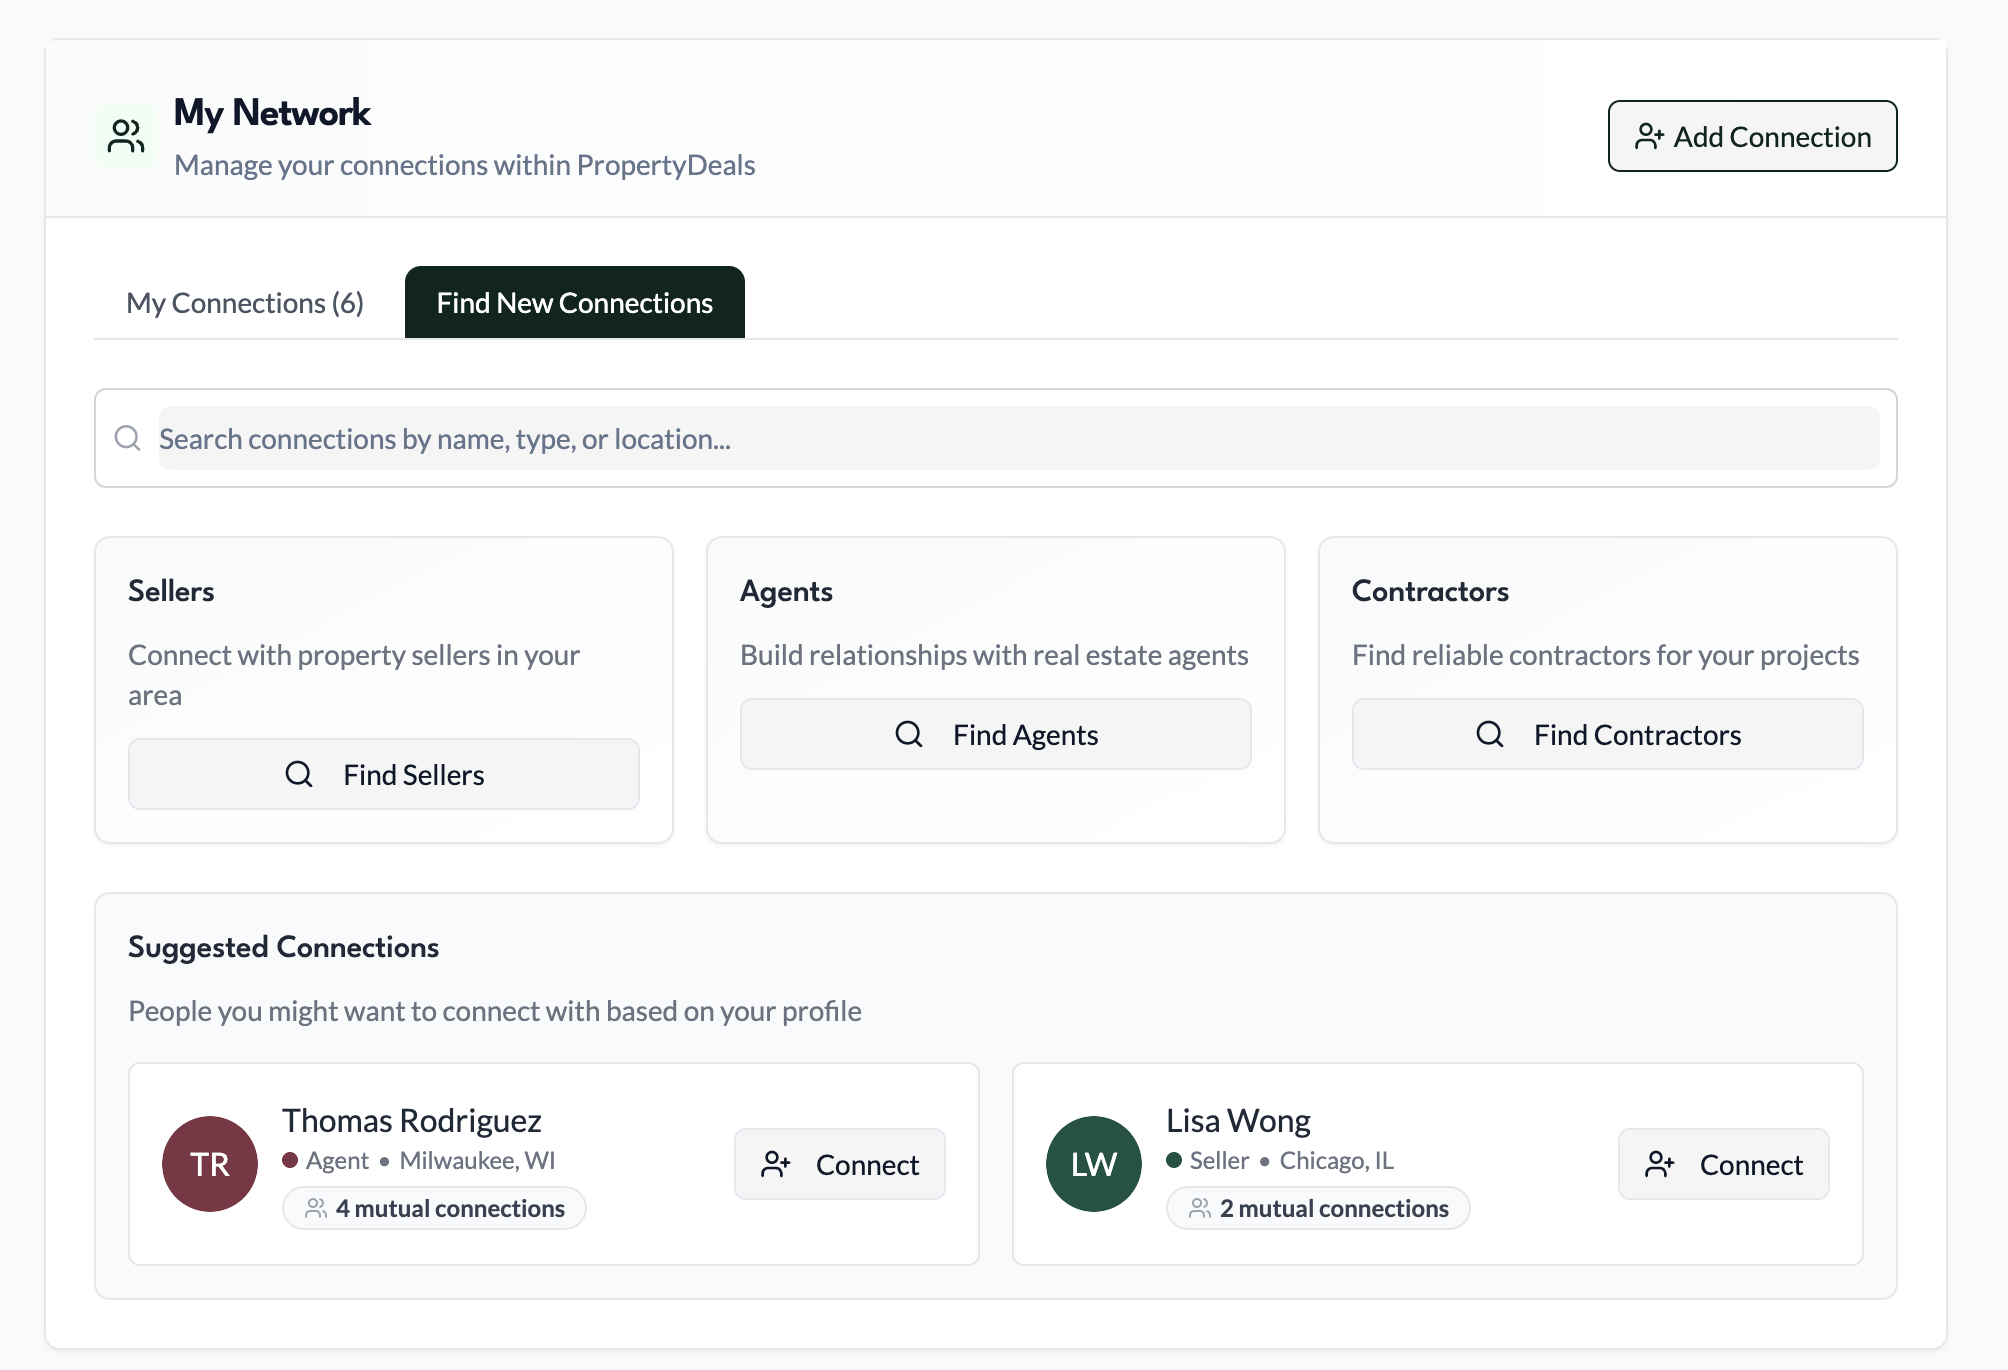 My Network
Manage your connections within PropertyDeals
Add Connection
My Connections (6)
Find New Connections
Search connections by name, type, or location...
Sellers
Connect with property sellers in your
area
Find Sellers
Agents
Build relationships with real estate agents
Find Agents
Contractors
Find reliable contractors for your projects
Find Contractors
Suggested Connections
People you might want to connect with based on your profile
TR
Thomas Rodriguez
Agent • Milwaukee, WI
4 mutual connections
Connect
LW
Lisa Wong
Seller • Chicago, IL
2 mutual connections
Connect